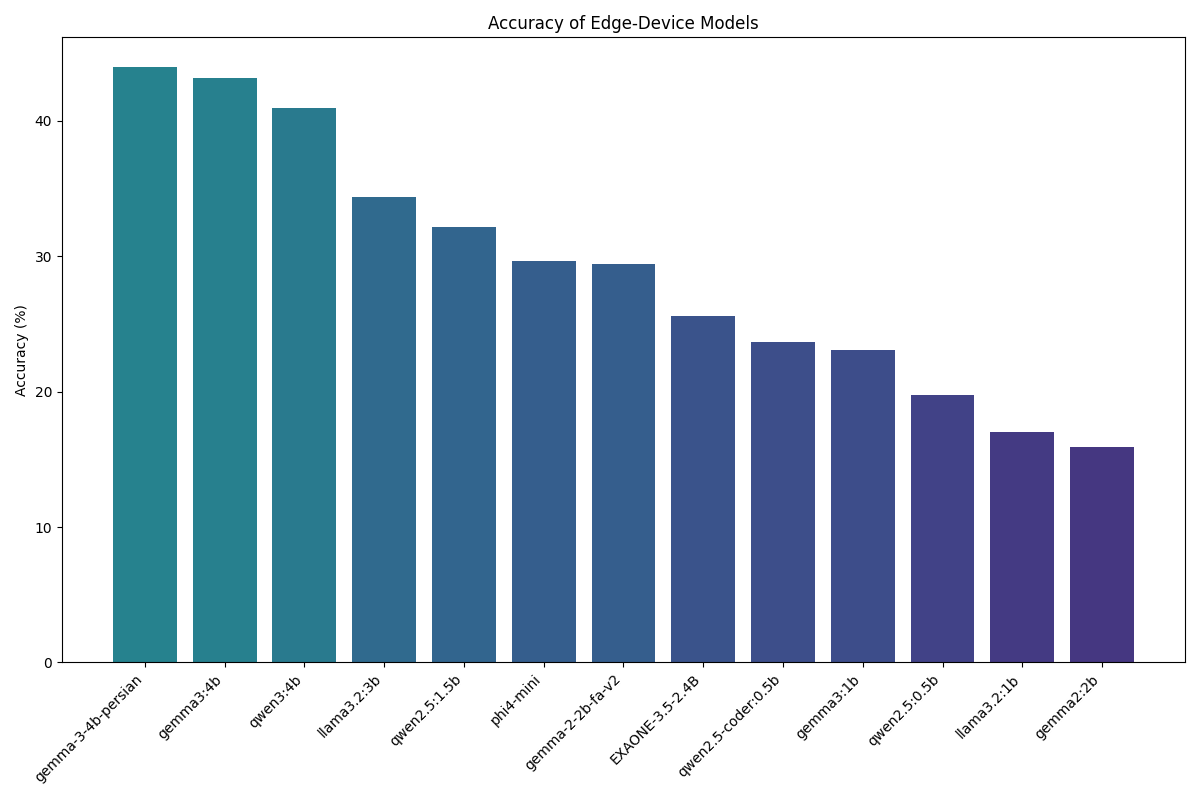 Accuracy of Edge-Device Models
Accuracy (%)
40
30
20
10
0
gemma-3-4b-persian
gemma3:4b
qwen3:4b
llama3.2:3b
qwen2.5:1.5b
phi4-mini
gemma-2-2b-fa-v2
EXAONE-3.5-2.4B
qwen2.5-coder:0.5b
gemma3:1b
qwen2.5:0.5b
llama3.2:1b
gemma2:2b